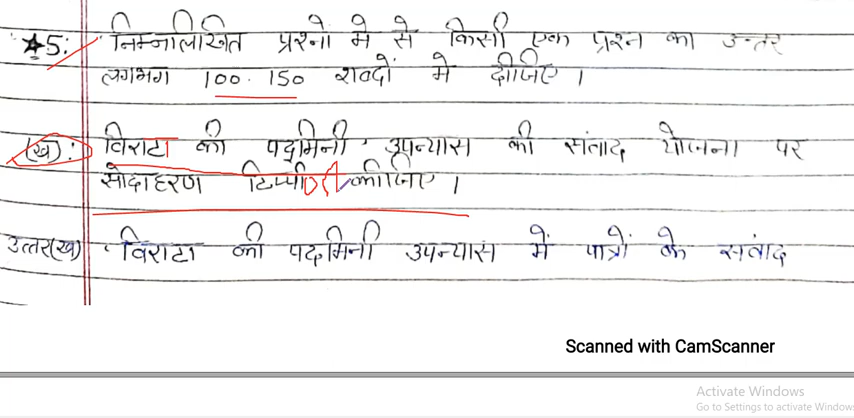 *5: निम्नलिखित प्रश्नों मे से किसी एक प्रश्न का उत्तर
लगभग 100-150 शब्दों मे दीजिए ।
(ख): विराटा की पद्मिनी ' उपन्यास की संवाद योजना पर
सोदाहरण टिप्पणी कीजिए ।
उत्तर(ख) 'विराटा की पद्मिनी उपन्यास में पात्रों के संवाद
Scanned with CamScanner
Activate Windows
Go to Settings to activate Windows